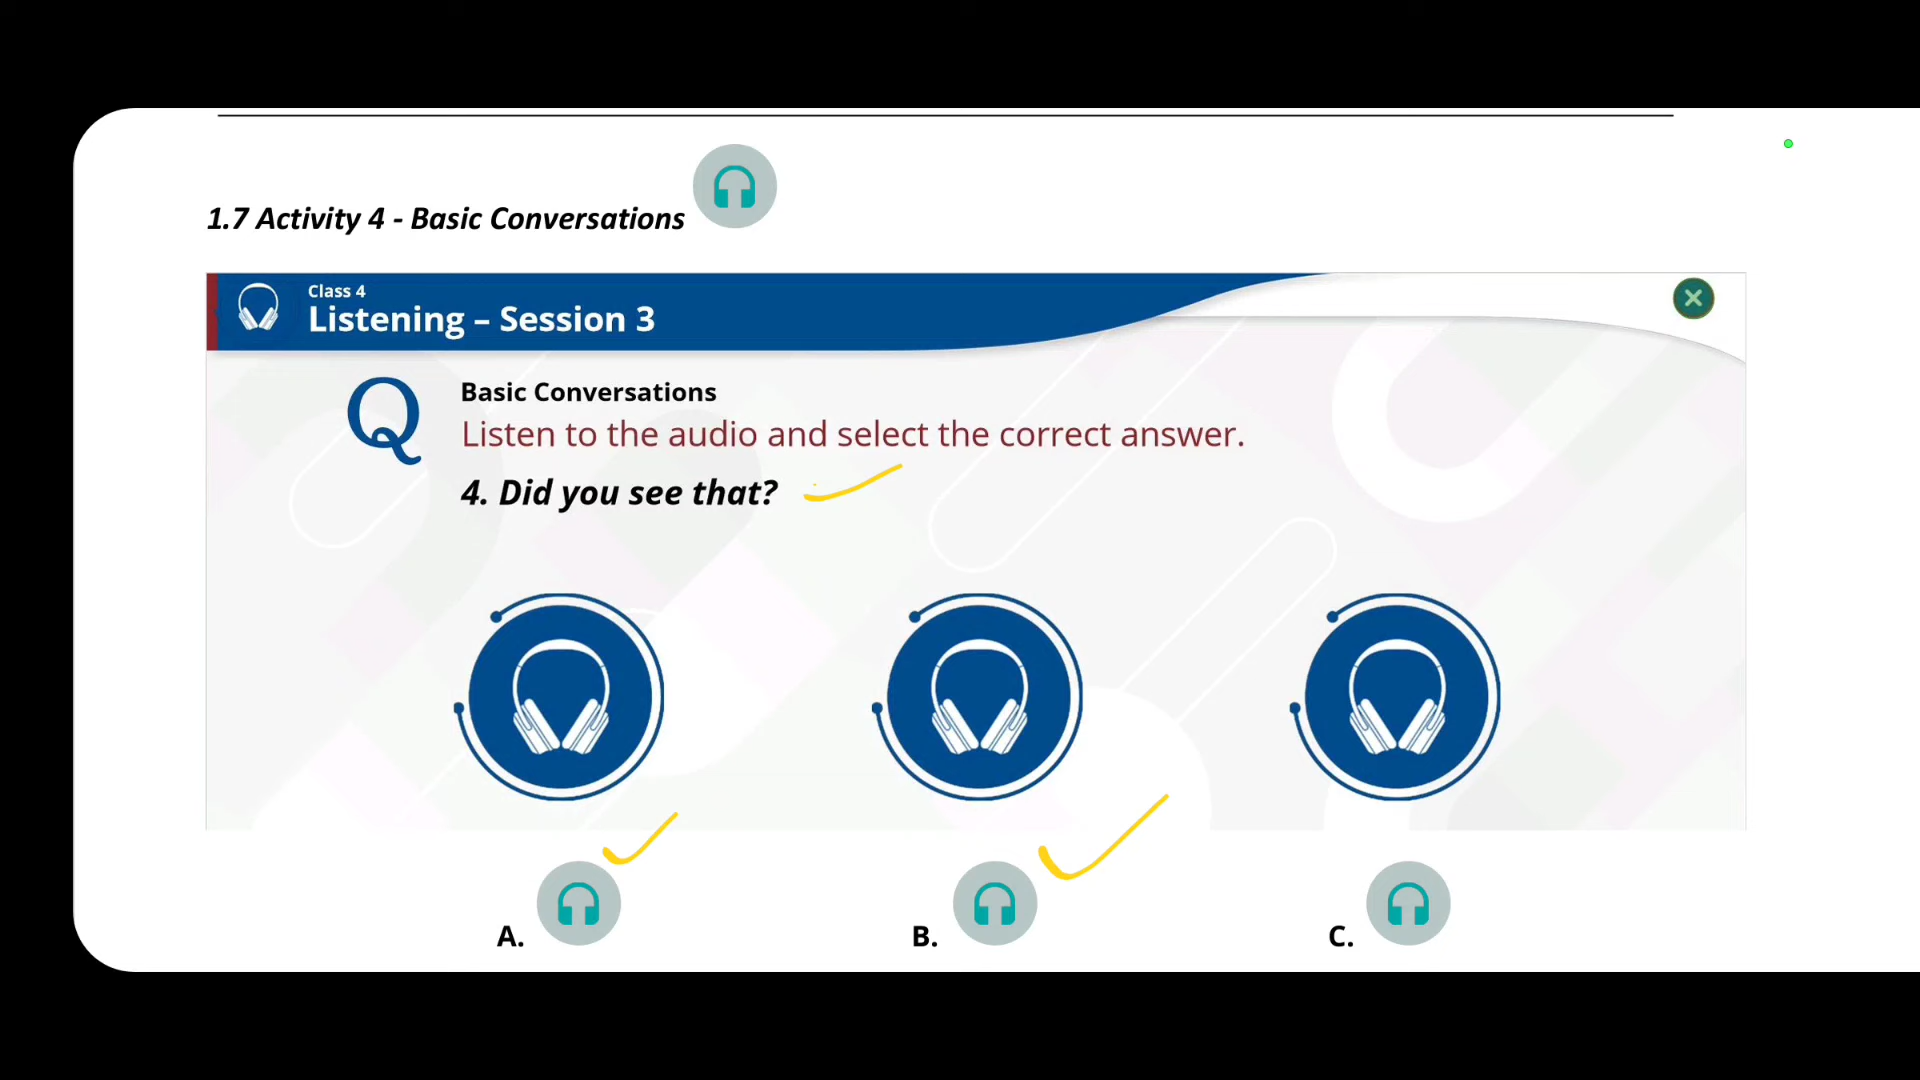 1.7 Activity 4 - Basic Conversations
Class 4
Listening – Session 3
Q
Basic Conversations
Listen to the audio and select the correct answer.
4. Did you see that?
A.
B.
C.